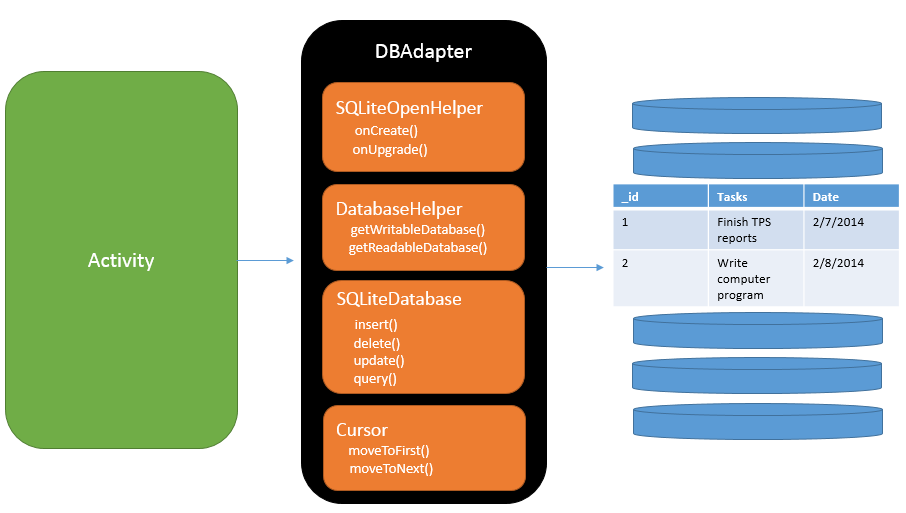 Activity
DBAdapter
SQLiteOpenHelper
onCreate()
onUpgrade()
DatabaseHelper
getWritableDatabase()
getReadableDatabase()
SQLiteDatabase
insert()
delete()
update()
query()
Cursor
moveToFirst()
moveToNext()
_id Tasks Date
1 Finish TPS 2/7/2014
reports
2 Write 2/8/2014
computer
program